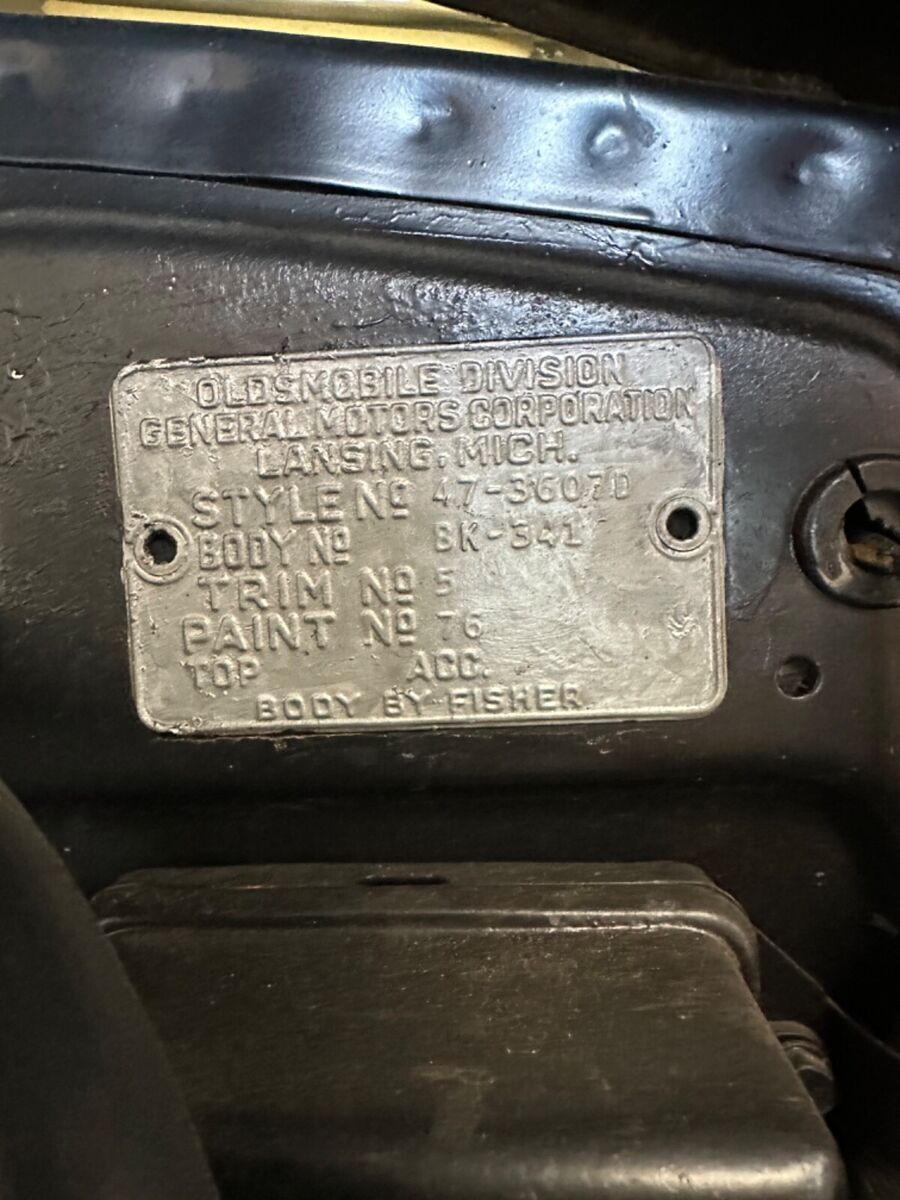 OLDSMOBILE DIVISION
GENERAL MOTORS CORPORATION
LANSING, MICH.
STYLE Nº 47-3607D
BODY Nº BK-341
TRIM Nº 5
PAINT Nº 76
TOP ACC.
BODY BY FISHER